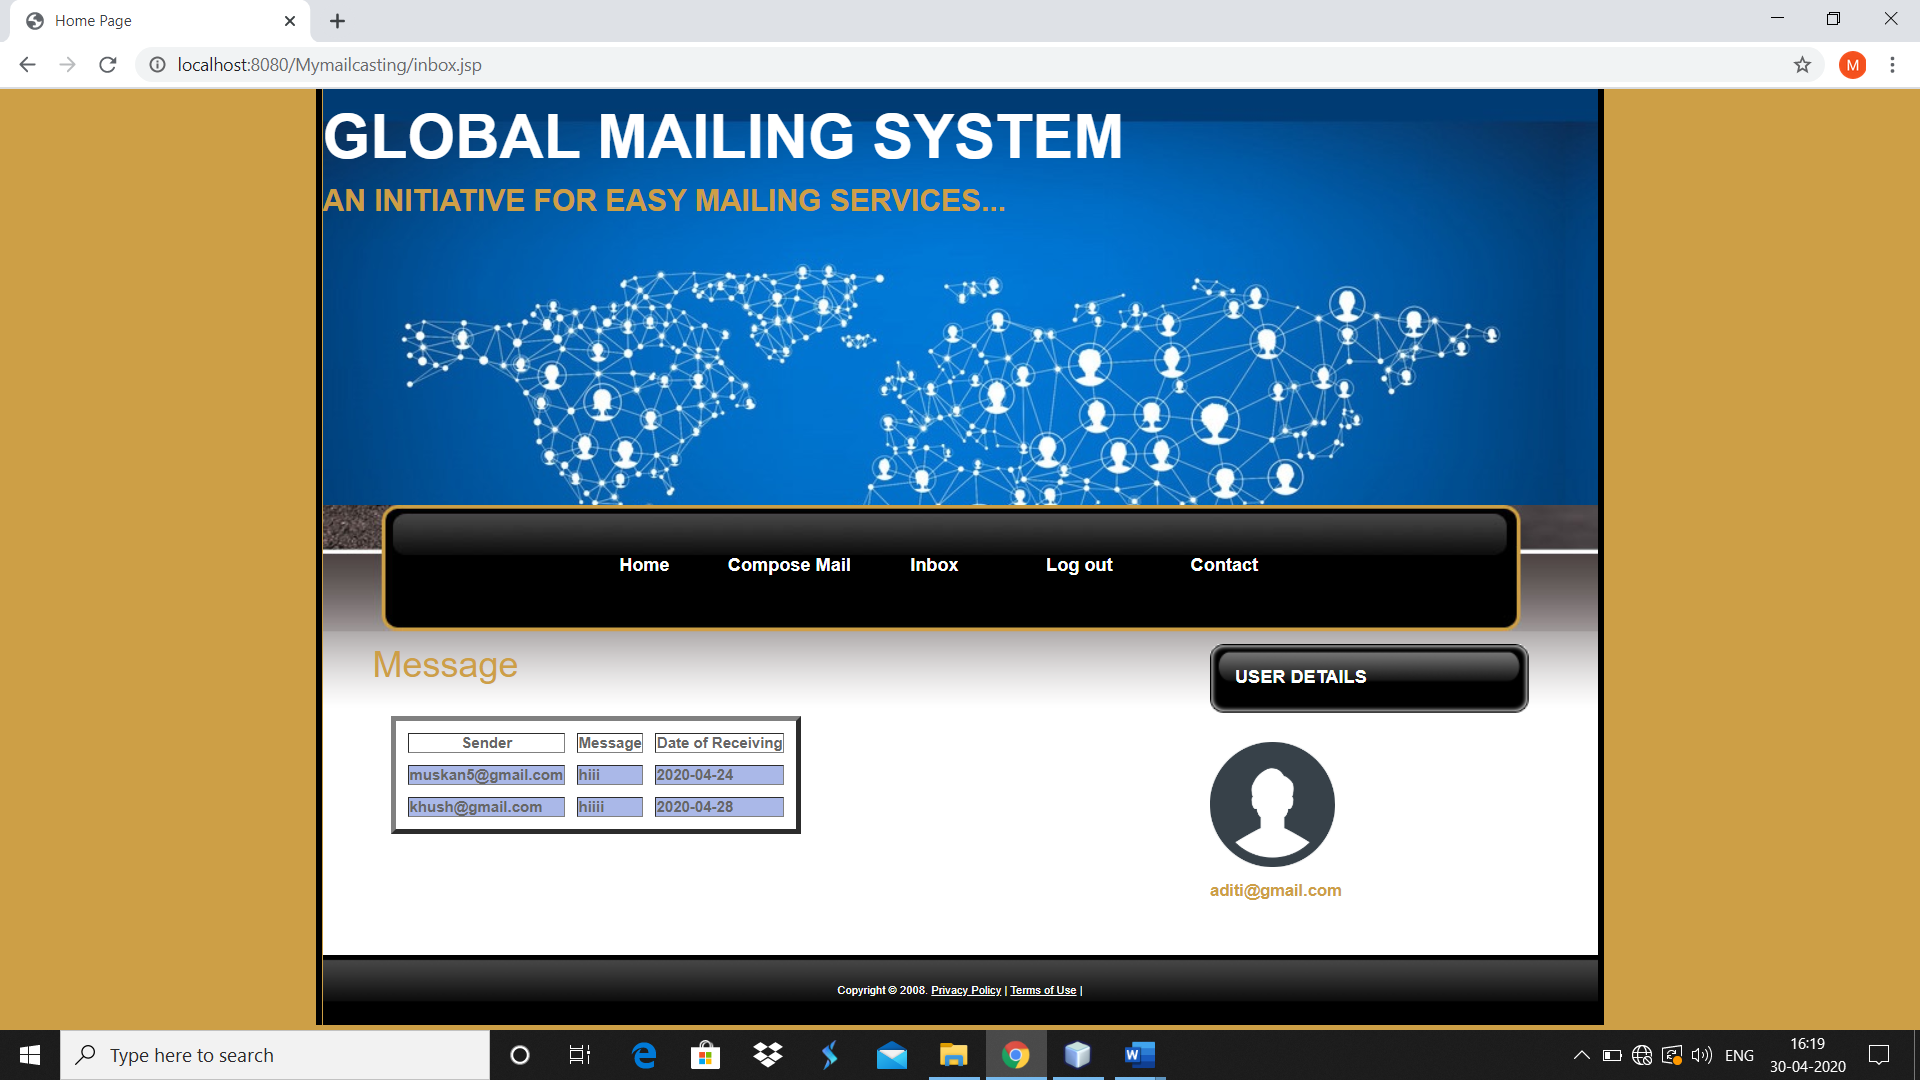 Home Page
localhost:8080/Mymailcasting/inbox.jsp
M
GLOBAL MAILING SYSTEM
AN INITIATIVE FOR EASY MAILING SERVICES...
Home Compose Mail Inbox Log out Contact
Message
USER DETAILS
Sender Message Date of Receiving
muskan5@gmail.com hiii 2020-04-24
khush@gmail.com hiiii 2020-04-28
aditi@gmail.com
Copyright © 2008. Privacy Policy | Terms of Use |
Type here to search
W
ENG
16:19
30-04-2020